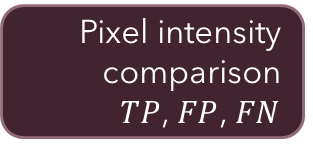 Pixel intensity
comparison
TP, FP, FN